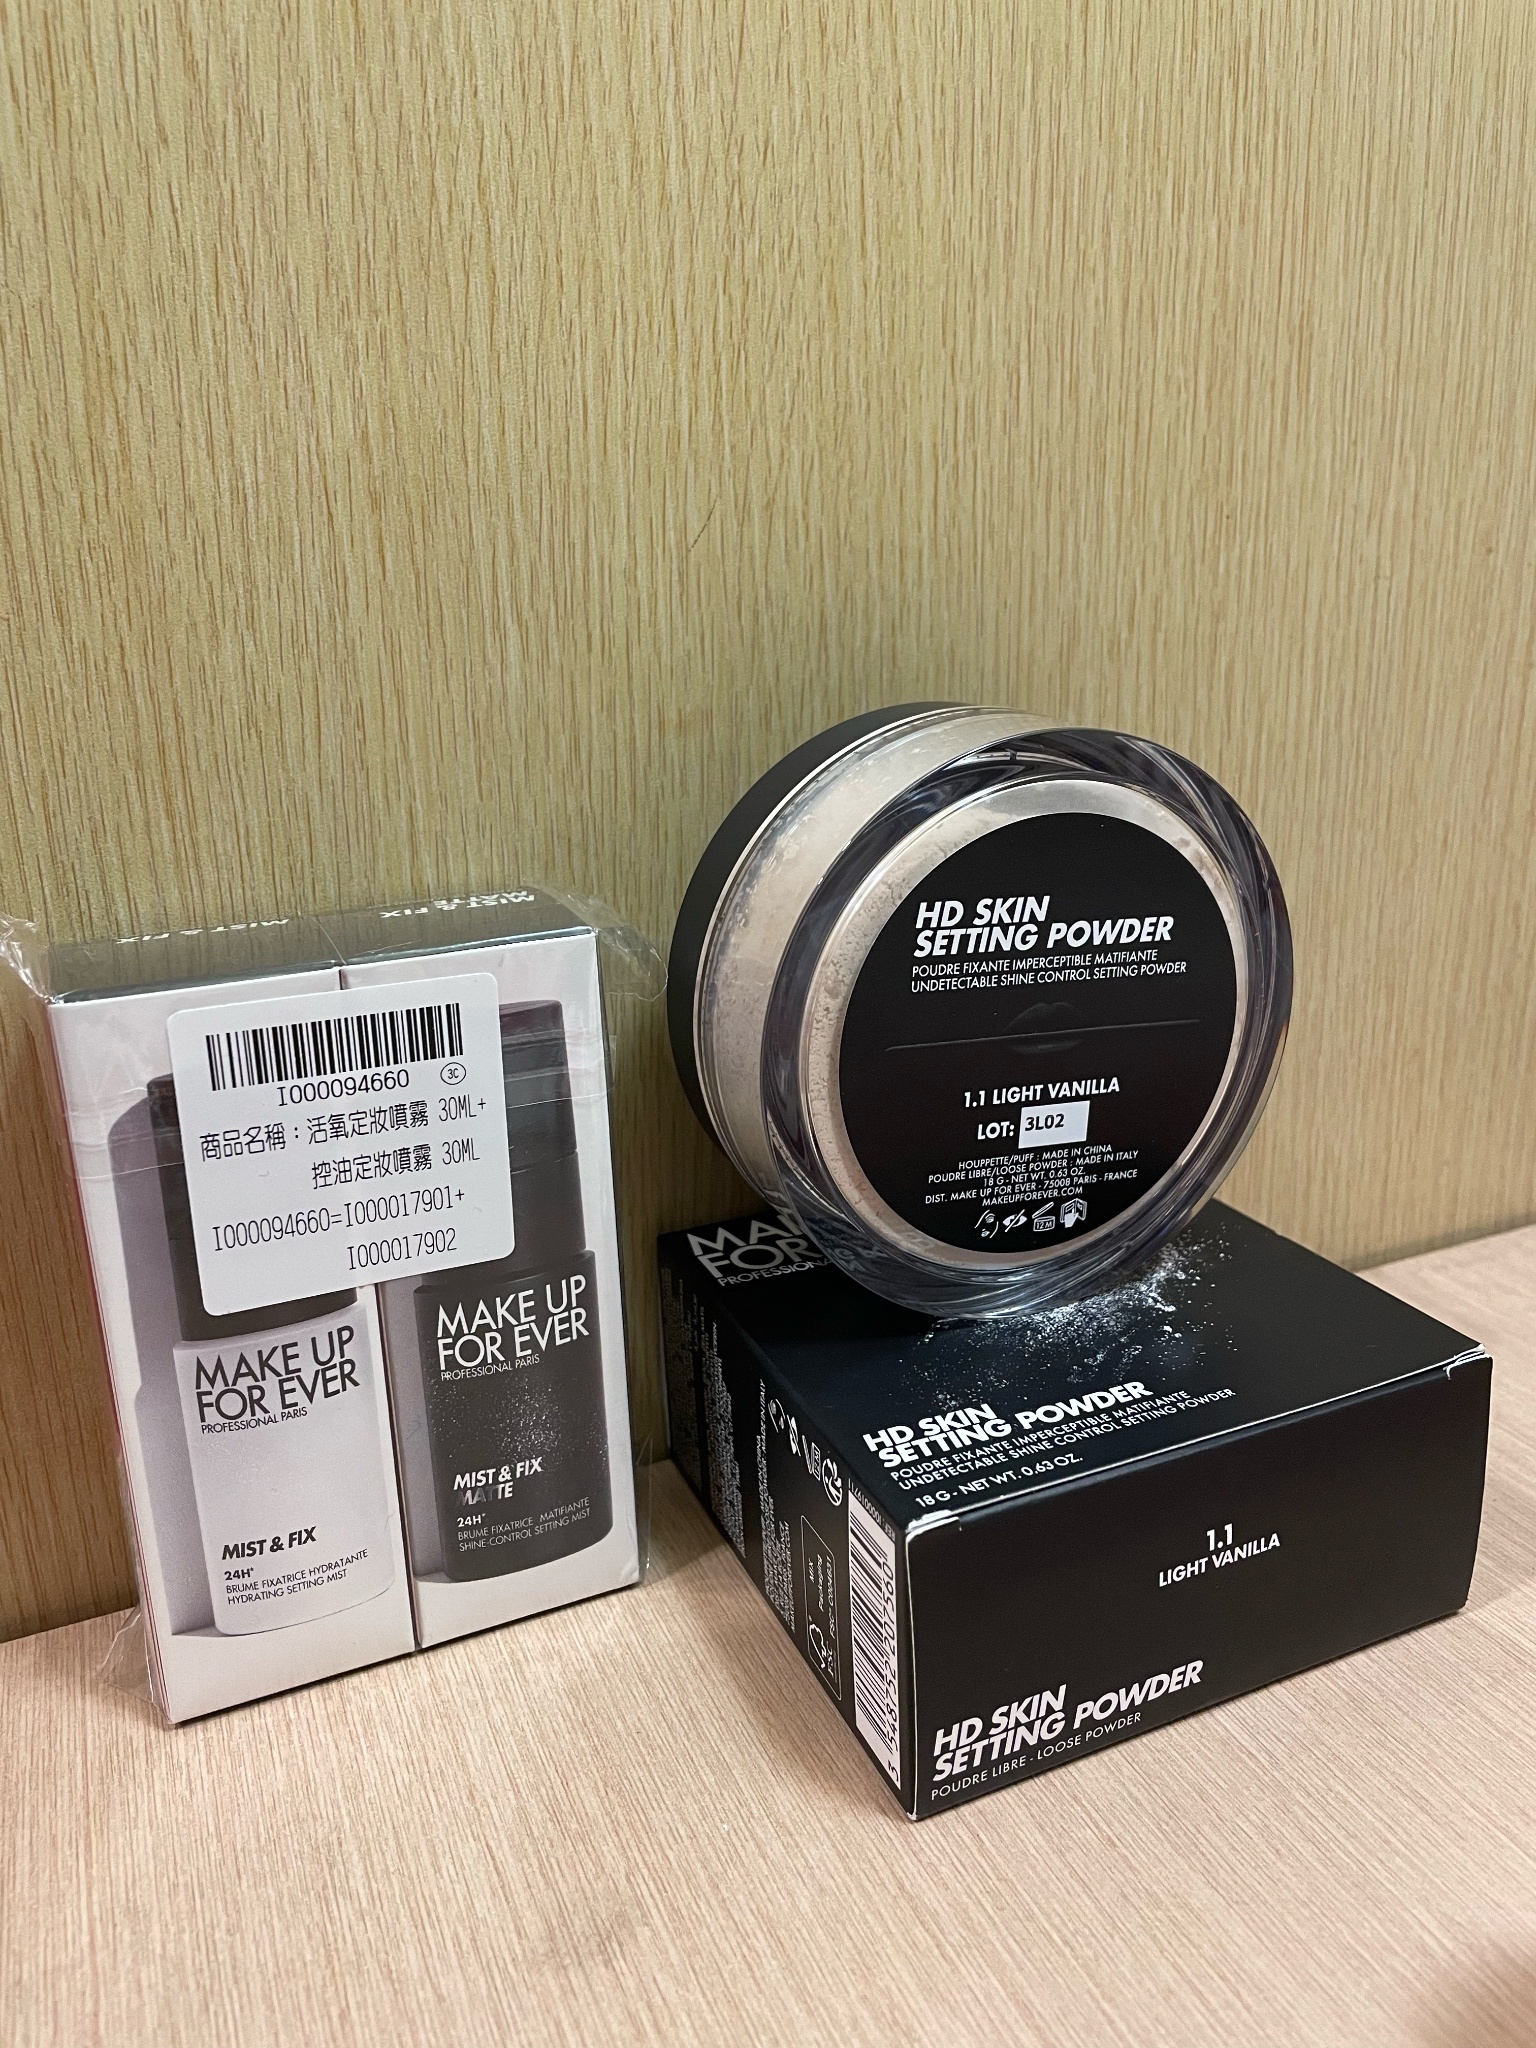 MIST & FIX
MIST & FIX
MATTE
I000094660
3C
商品名稱：活氧定妝噴霧 30ML+
控油定妝噴霧 30ML
I000094660=I000017901+
I000017902
MAKE UP
FOR EVER
PROFESSIONAL PARIS
MIST & FIX
24H*
BRUME FIXATRICE HYDRATANTE
HYDRATING SETTING MIST
MAKE UP
FOR EVER
PROFESSIONAL PARIS
MIST & FIX
MATTE
24H*
BRUME FIXATRICE MATIFIANTE
SHINE-CONTROL SETTING MIST
HD SKIN
SETTING POWDER
POUDRE FIXANTE IMPERCEPTIBLE MATIFIANTE
UNDETECTABLE SHINE CONTROL SETTING POWDER
1.1 LIGHT VANILLA
LOT: 3L02
HOUPPETTE/PUFF : MADE IN CHINA
POUDRE LIBRE/LOOSE POWDER : MADE IN ITALY
18 G - NET WT. 0.63 OZ.
DIST. MAKE UP FOR EVER - 75008 PARIS - FRANCE
MAKEUPFOREVER.COM
12M
FOR
PROFESSIONAL
HD SKIN
SETTING POWDER
POUDRE FIXANTE IMPERCEPTIBLE MATIFIANTE
UNDETECTABLE SHINE CONTROL SETTING POWDER
18 G - NET WT. 0.63 OZ.
FSC
MIX
Packaging
3 548752 207560
1.1
LIGHT VANILLA
HD SKIN
SETTING POWDER
POUDRE LIBRE - LOOSE POWDER